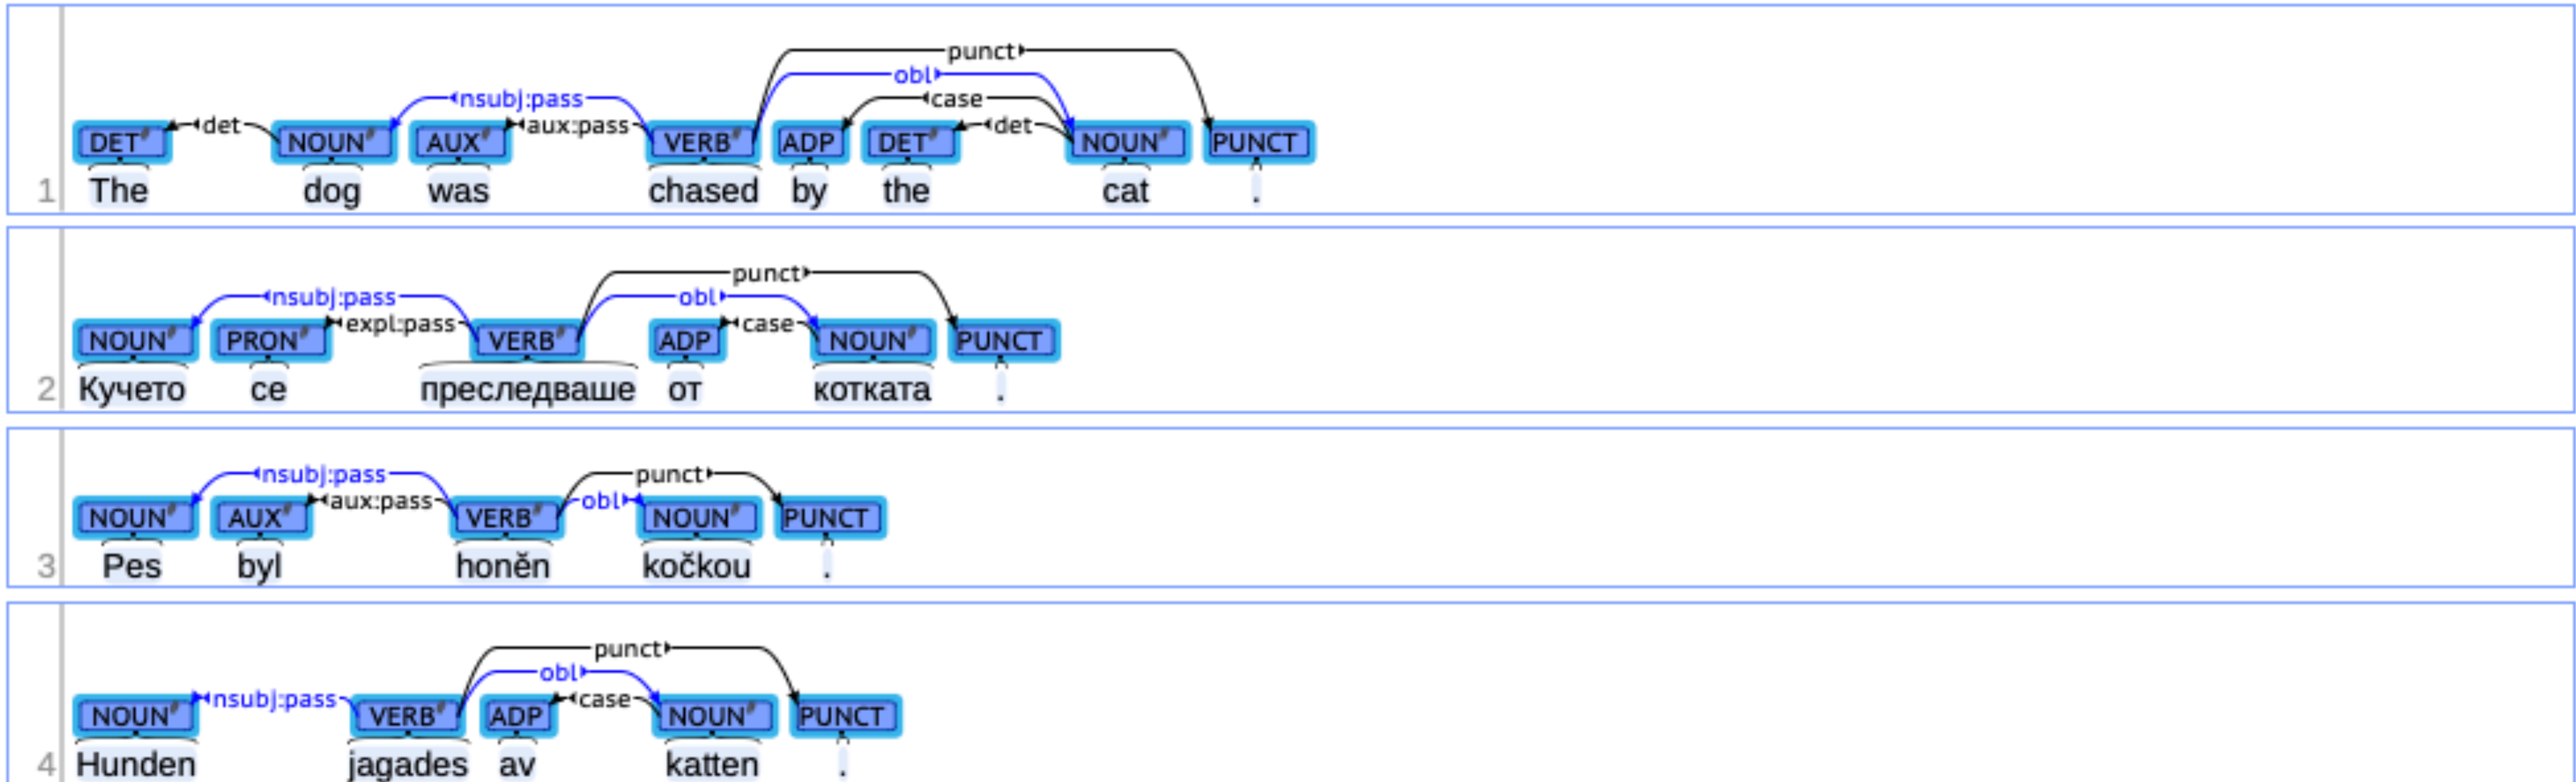 punct
obl
nsubj:pass case
det aux:pass det
DET NOUN AUX VERB ADP DET NOUN PUNCT
1 The dog was chased by the cat .
punct
nsubj:pass obl
expl:pass case
NOUN PRON VERB ADP NOUN PUNCT
2 Кучето се преследваше от котката .
nsubj:pass punct
aux:pass obl
NOUN AUX VERB NOUN PUNCT
3 Pes byl honěn kočkou .
punct
obl
nsubj:pass case
NOUN VERB ADP NOUN PUNCT
4 Hunden jagades av katten .